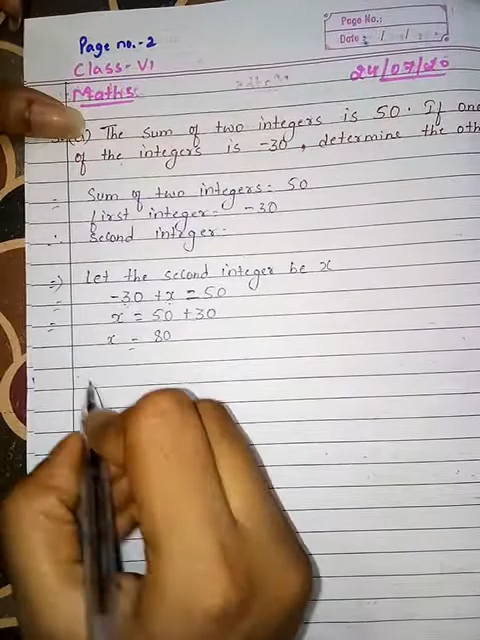 Page No.:
Date: / /
Page no.-2
Class-VI
24/07/20
Maths
The sum of two integers is 50. If one
of the integers is -30, determine the oth
= Sum of two integers = 50
first integer = -30
∴ Second intrger =
=) Let the second integer be x
= -30 + x = 50
= x = 50 + 30
x = 80